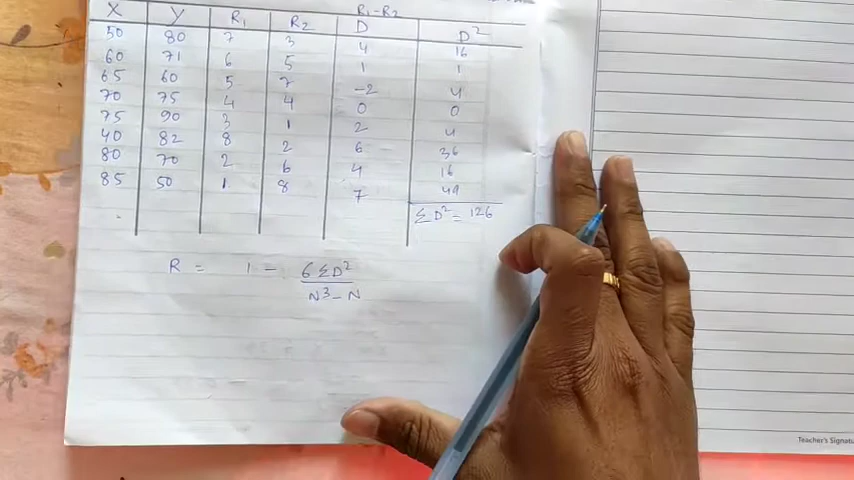 R1-R2
X Y R1 R2 D D²
50 80 7 3 4 16
60 71 6 5 1 1
65 60 5 7 -2 4
70 75 4 4 0 0
75 90 3 1 2 4
40 82 8 2 6 36
80 70 2 6 4 16
85 50 1 8 7 49
ΣD² = 126
R = 1 - 6ΣD²
N³-N
Teacher's Signatu